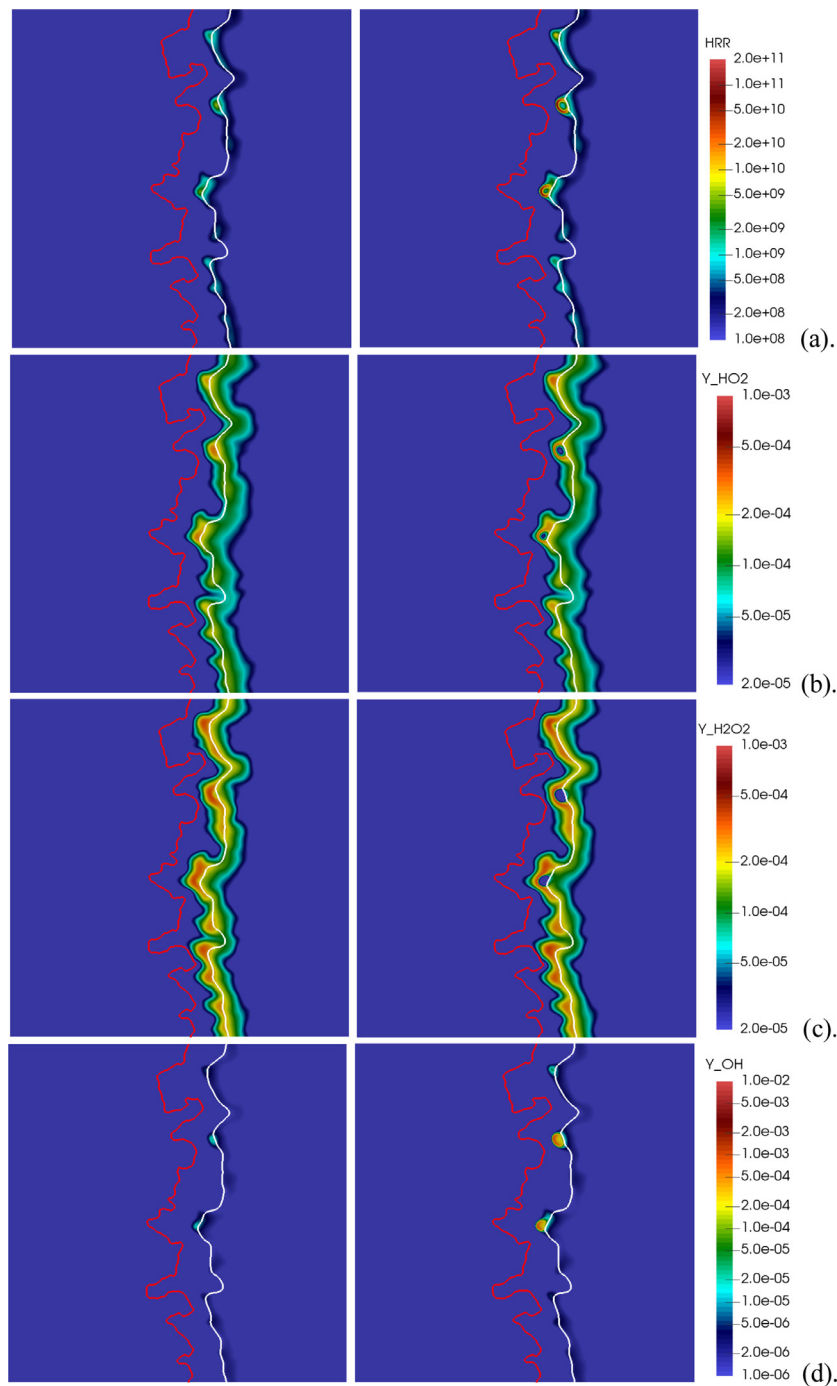 HRR
2.0e+11
1.0e+11
5.0e+10
2.0e+10
1.0e+10
5.0e+09
2.0e+09
1.0e+09
5.0e+08
2.0e+08
1.0e+08
(a).
Y_HO2
1.0e-03
5.0e-04
2.0e-04
1.0e-04
5.0e-05
2.0e-05
(b).
Y_H2O2
1.0e-03
5.0e-04
2.0e-04
1.0e-04
5.0e-05
2.0e-05
(c).
Y_OH
1.0e-02
5.0e-03
2.0e-03
1.0e-03
5.0e-04
2.0e-04
1.0e-04
5.0e-05
2.0e-05
1.0e-05
5.0e-06
2.0e-06
1.0e-06
(d).